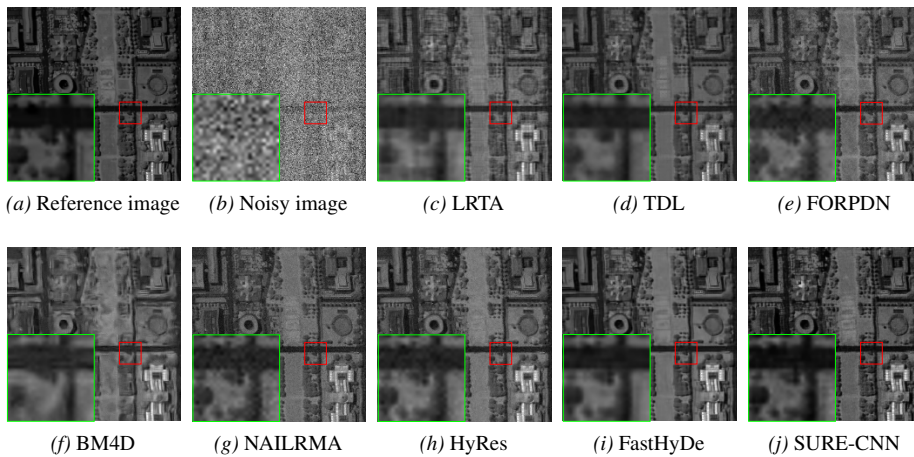 (a) Reference image
(b) Noisy image
(c) LRTA
(d) TDL
(e) FORPDN
(f) BM4D
(g) NAILRMA
(h) HyRes
(i) FastHyDe
(j) SURE-CNN